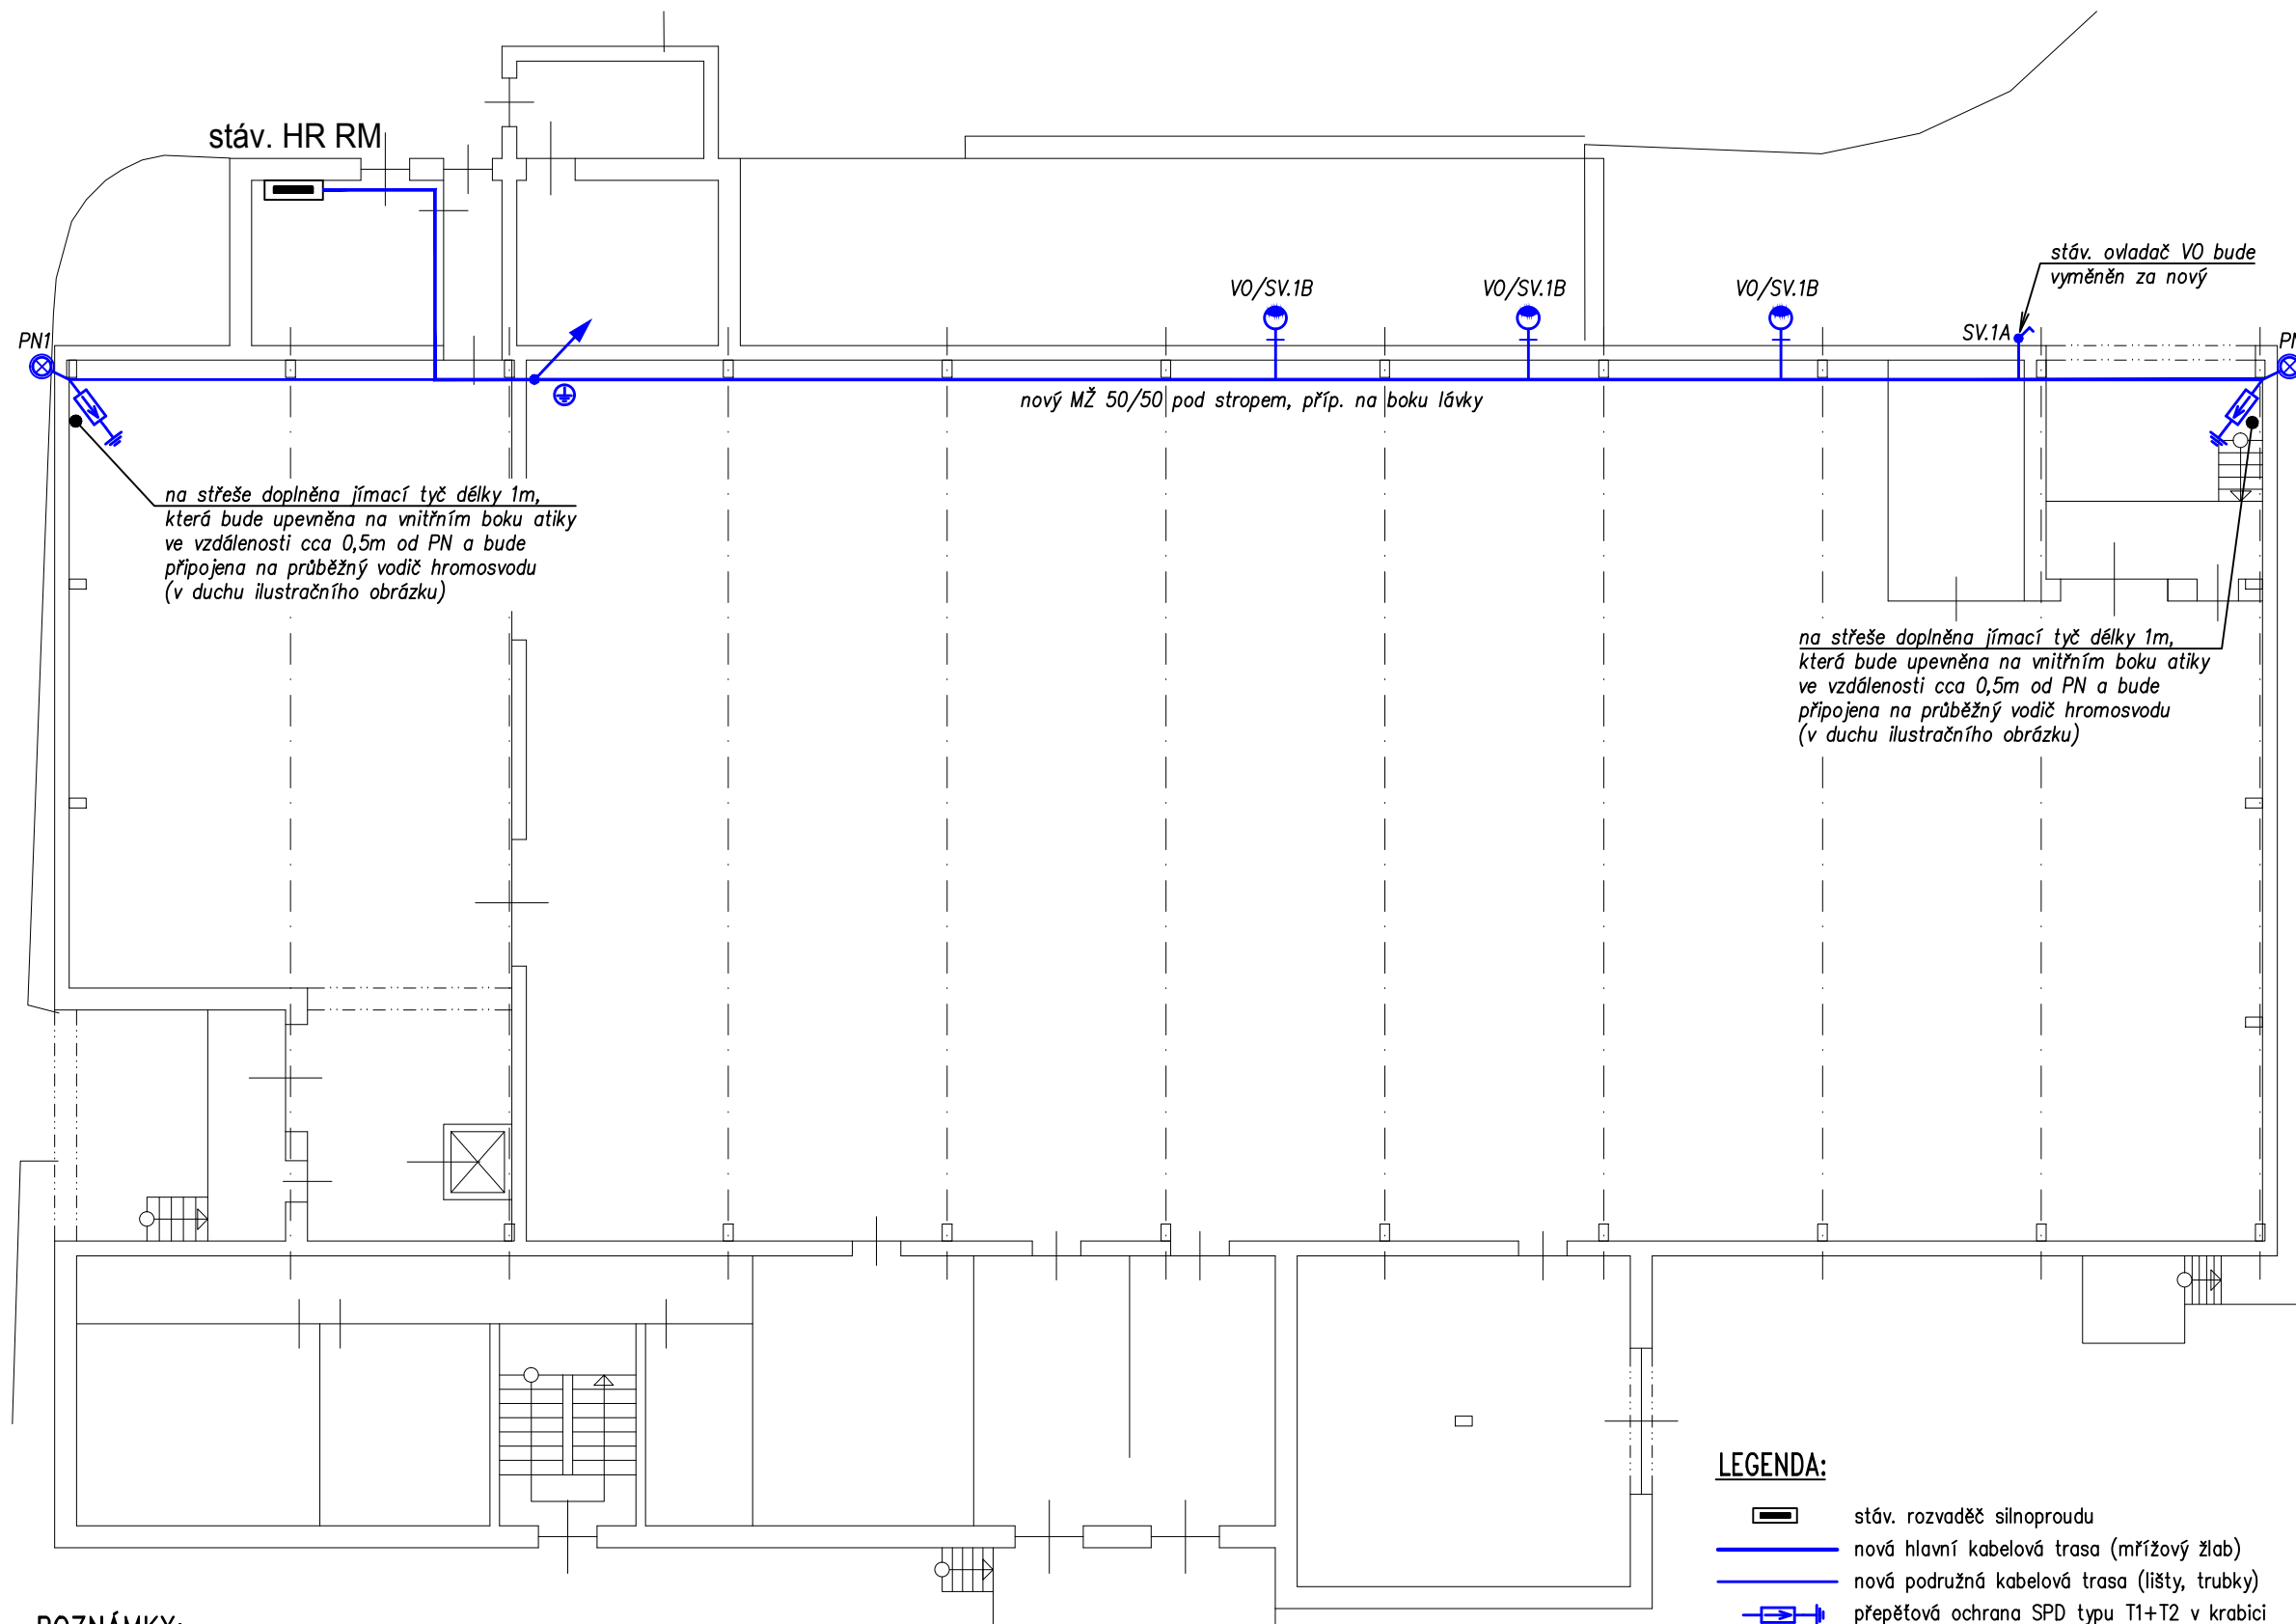 stáv. HR RM
stáv. ovladač VO bude
vyměněn za nový
VO/SV.1B
VO/SV.1B
VO/SV.1B
SV.1A
PN1
nový MŽ 50/50 pod stropem, příp. na boku lávky
na střeše doplněna jímací tyč délky 1m,
která bude upevněna na vnitřním boku atiky
ve vzdálenosti cca 0,5m od PN a bude
připojena na průběžný vodič hromosvodu
(v duchu ilustračního obrázku)
na střeše doplněna jímací tyč délky 1m,
která bude upevněna na vnitřním boku atiky
ve vzdálenosti cca 0,5m od PN a bude
připojena na průběžný vodič hromosvodu
(v duchu ilustračního obrázku)
LEGENDA:
stáv. rozvaděč silnoproudu
nová hlavní kabelová trasa (mřížový žlab)
nová podružná kabelová trasa (lišty, trubky)
přepěťová ochrana SPD typu T1+T2 v krabici
POZNÁMKY: